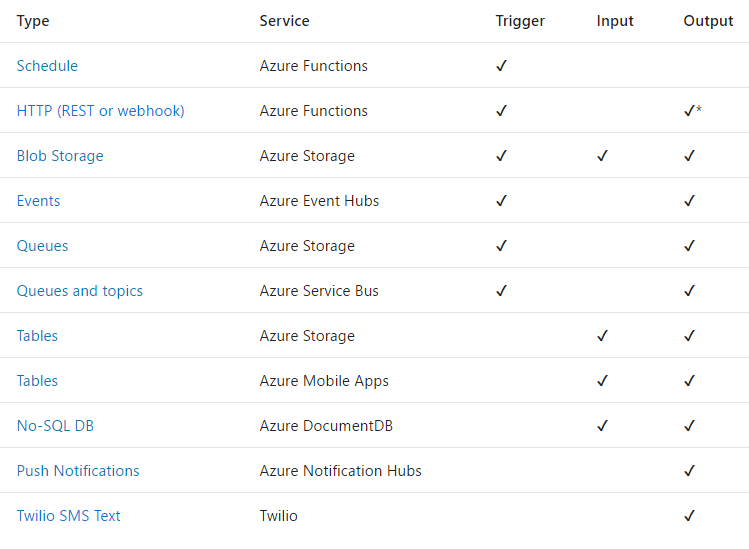 Type Service Trigger Input Output
Schedule Azure Functions ✓
HTTP (REST or webhook) Azure Functions ✓ ✓*
Blob Storage Azure Storage ✓ ✓ ✓
Events Azure Event Hubs ✓ ✓
Queues Azure Storage ✓ ✓
Queues and topics Azure Service Bus ✓ ✓
Tables Azure Storage ✓ ✓
Tables Azure Mobile Apps ✓ ✓
No-SQL DB Azure DocumentDB ✓ ✓
Push Notifications Azure Notification Hubs ✓
Twilio SMS Text Twilio ✓